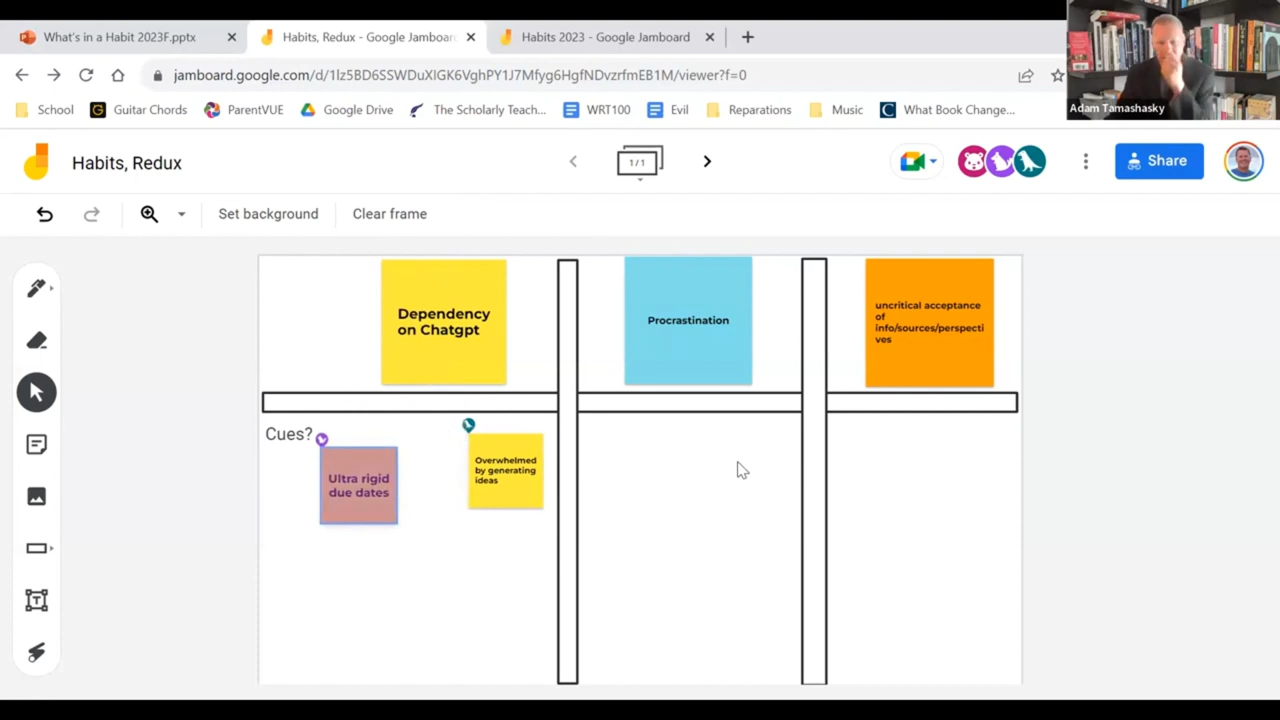 What's in a Habit 2023F.pptx
Habits, Redux - Google Jamboard
Habits 2023 - Google Jamboard
jamboard.google.com/d/1Iz5BD6SSWDuXIGK6VghPY1J7Mfyg6HgfNDvzrfmEB1M/viewer?f=0
School
Guitar Chords
ParentVUE
Google Drive
The Scholarly Teach...
WRT100
Evil
Reparations
Music
What Book Change...
Adam Tamashasky
Habits, Redux
1/1
Share
Set background
Clear frame
Dependency
on Chatgpt
Procrastination
uncritical acceptance
of
info/sources/perspecti
ves
Cues?
Ultra rigid
due dates
Overwhelmed
by generating
ideas